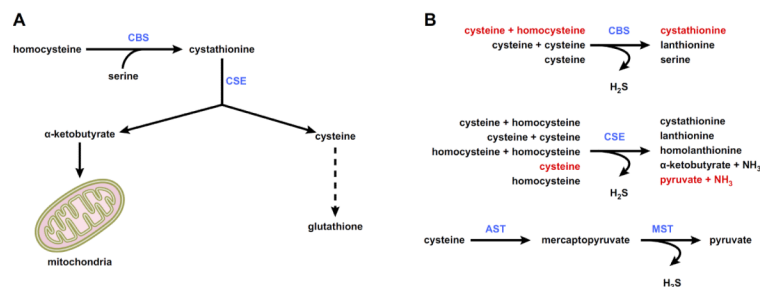 A
CBS
homocysteine
cystathionine
serine
CSE
α-ketobutyrate
cysteine
glutathione
mitochondria
B
cysteine + homocysteine
CBS
cystathionine
cysteine + cysteine
lanthionine
cysteine
serine
H2S
cysteine + homocysteine
cystathionine
cysteine + cysteine
CSE
lanthionine
homocysteine + homocysteine
homolanthionine
cysteine
α-ketobutyrate + NH3
homocysteine
H2S
pyruvate + NH3
AST
MST
cysteine
mercaptopyruvate
pyruvate
H2S